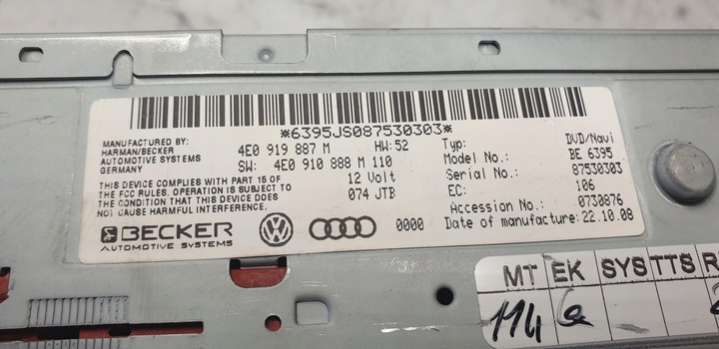 *6395JS087530303*
MANUFACTURED BY:
HARMAN/BECKER
AUTOMOTIVE SYSTEMS
GERMANY
THIS DEVICE COMPLIES WITH PART 15 OF
THE FCC RULES. OPERATION IS SUBJECT TO
THE CONDITION THAT THIS DEVICE DOES
NOT CAUSE HARMFUL INTERFERENCE.
BECKER
AUTOMOTIVE SYSTEMS
4E0 919 887 M HW: 52
SW: 4E0 910 888 M 110
12 Volt
074 JTB
0000
Typ: DVD/Navi
Model No.: BE 6395
Serial No.: 87530303
EC: 106
Accession No.: 0730876
Date of manufacture: 22.10.08
MT EK SYS TTS R
114